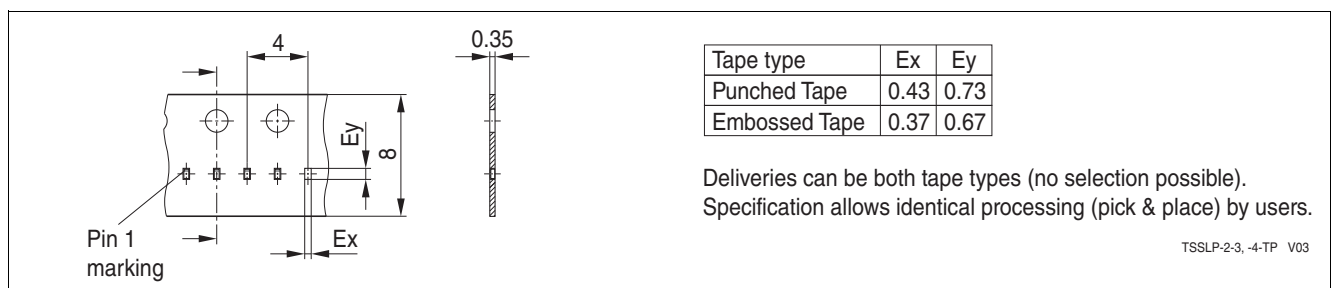 4
0.35
Ey
8
Pin 1
marking
Ex
Tape type Ex Ey
Punched Tape 0.43 0.73
Embossed Tape 0.37 0.67
Deliveries can be both tape types (no selection possible).
Specification allows identical processing (pick & place) by users.
TSSLP-2-3, -4-TP V03